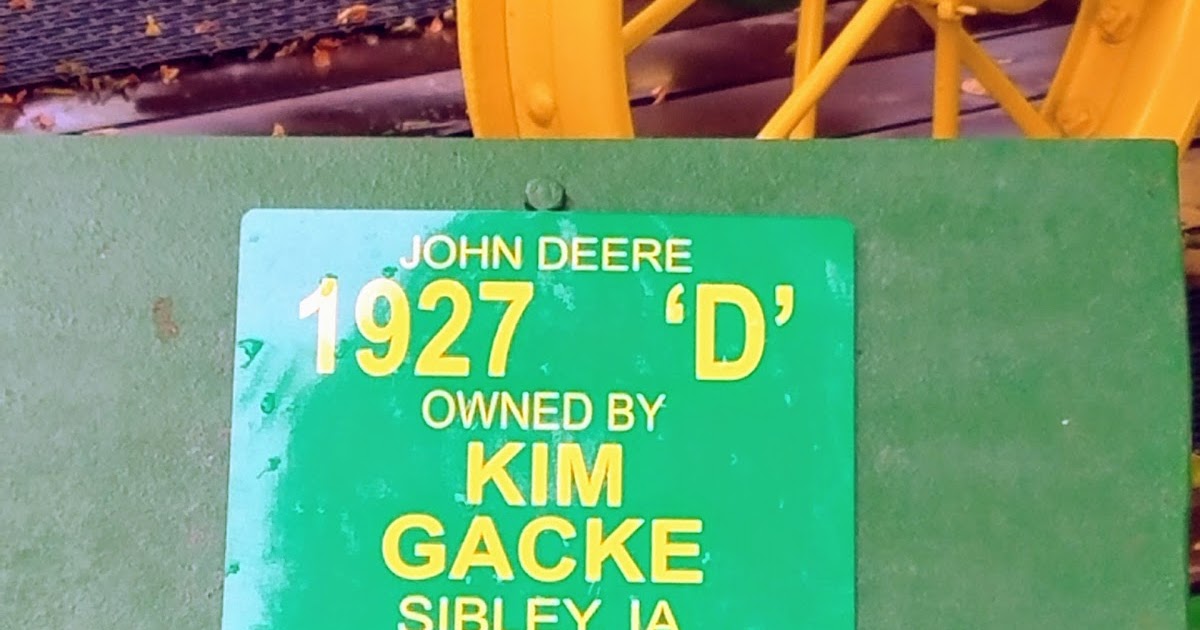 JOHN DEERE
1927 ‘D’
OWNED BY
KIM
GACKE
SIBLEY, IA